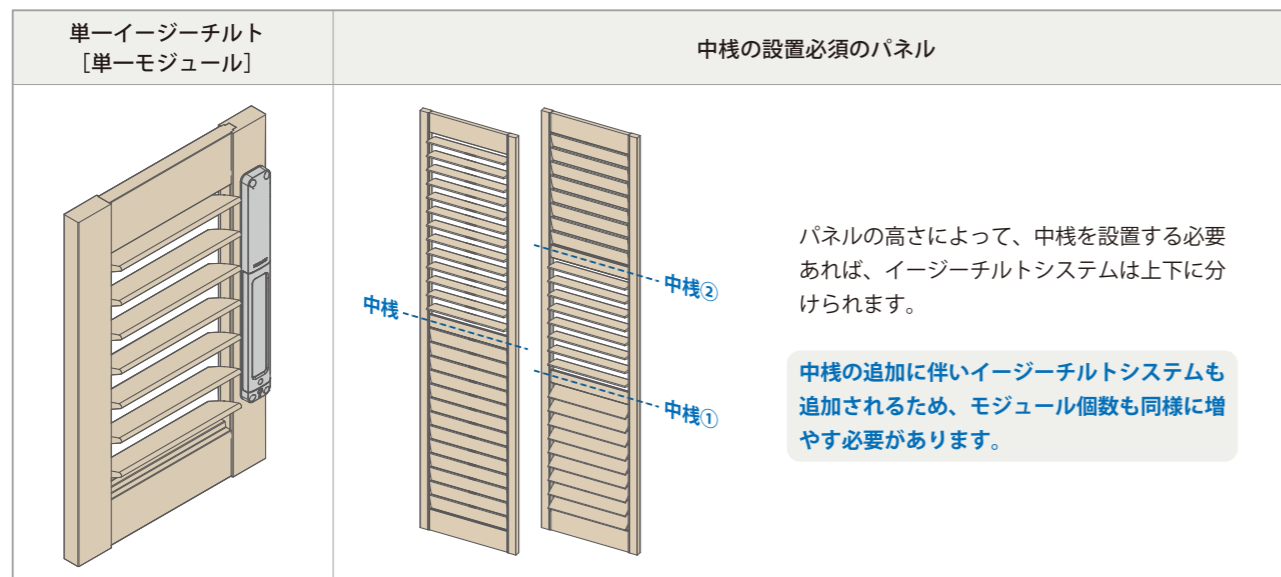 単一イージーチルト
［単一モジュール］
中桟の設置必須のパネル
中桟
中桟②
中桟①
パネルの高さによって、中桟を設置する必要
あれば、イージーチルトシステムは上下に分
けられます。
中桟の追加に伴いイージーチルトシステムも
追加されるため、モジュール個数も同様に増
やす必要があります。